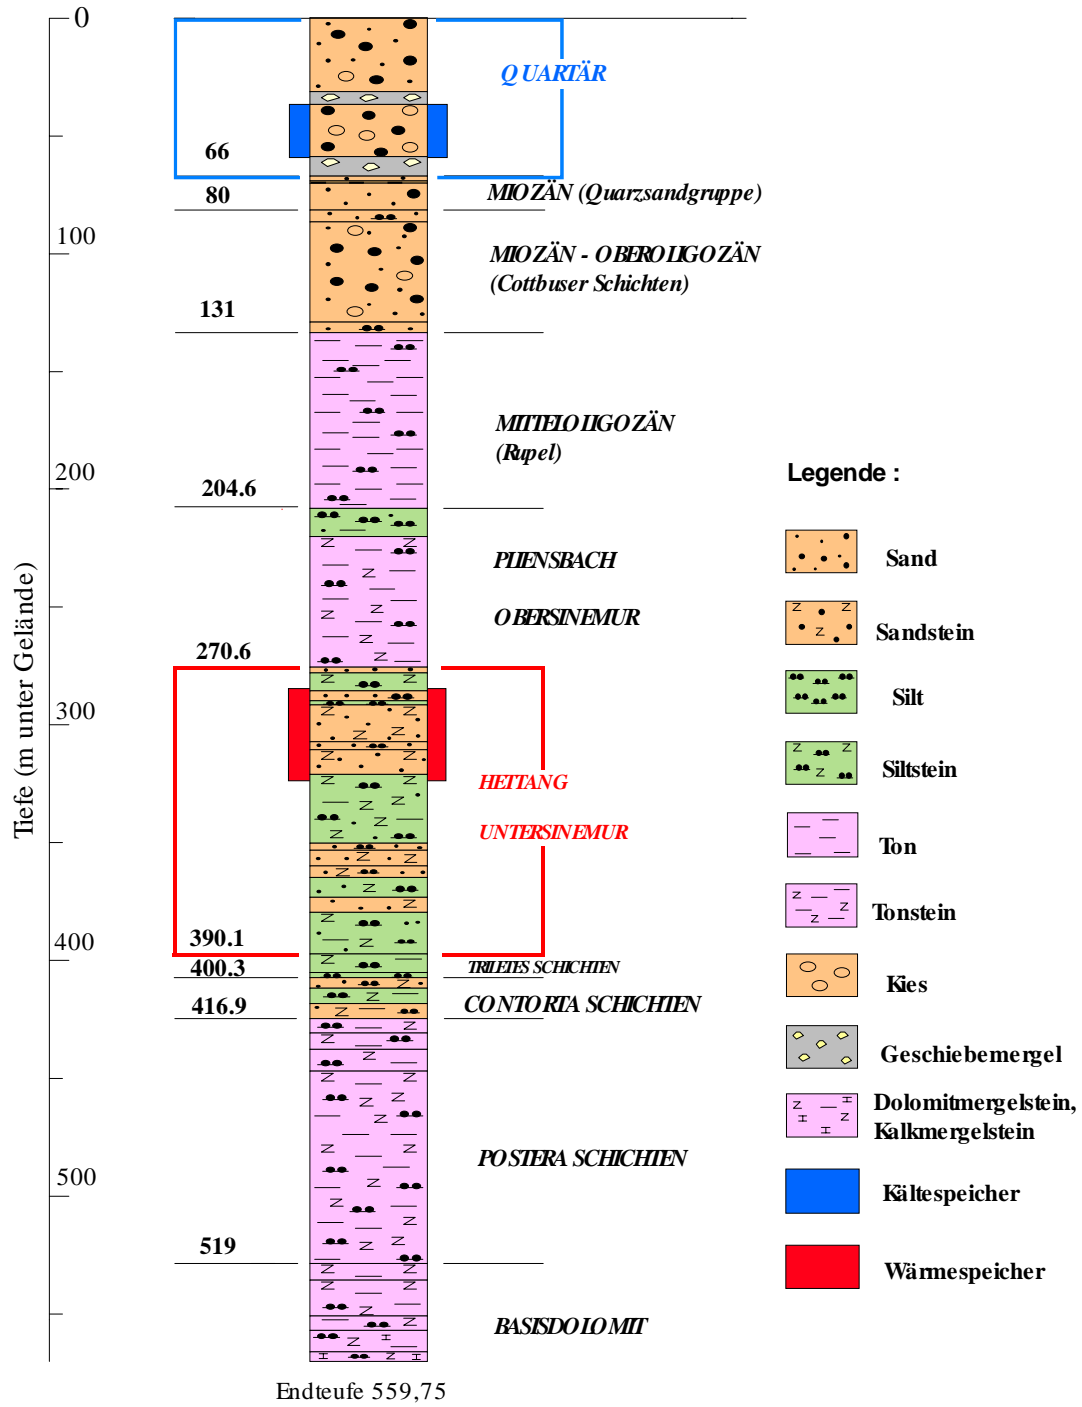 0
QUARTÄR
66
80
MIOZÄN (Quarzsandgruppe)
100
MIOZÄN - OBEROLIGOZÄN
(Cottbuser Schichten)
131
MITTELOLIGOZÄN
(Rupel)
200
204.6
PLIENSBACH
OBERSINEMUR
270.6
300
HETTANG
UNTERSINEMUR
390.1
400
400.3
TRILETES SCHICHTEN
416.9
CONTORTA SCHICHTEN
POSTERA SCHICHTEN
500
519
BASISDOLOMIT
Endteufe 559,75
Tiefe (m unter Gelände)
Legende :
Sand
Sandstein
Silt
Siltstein
Ton
Tonstein
Kies
Geschiebemergel
Dolomitmergelstein,
Kalkmergelstein
Kältespeicher
Wärmespeicher